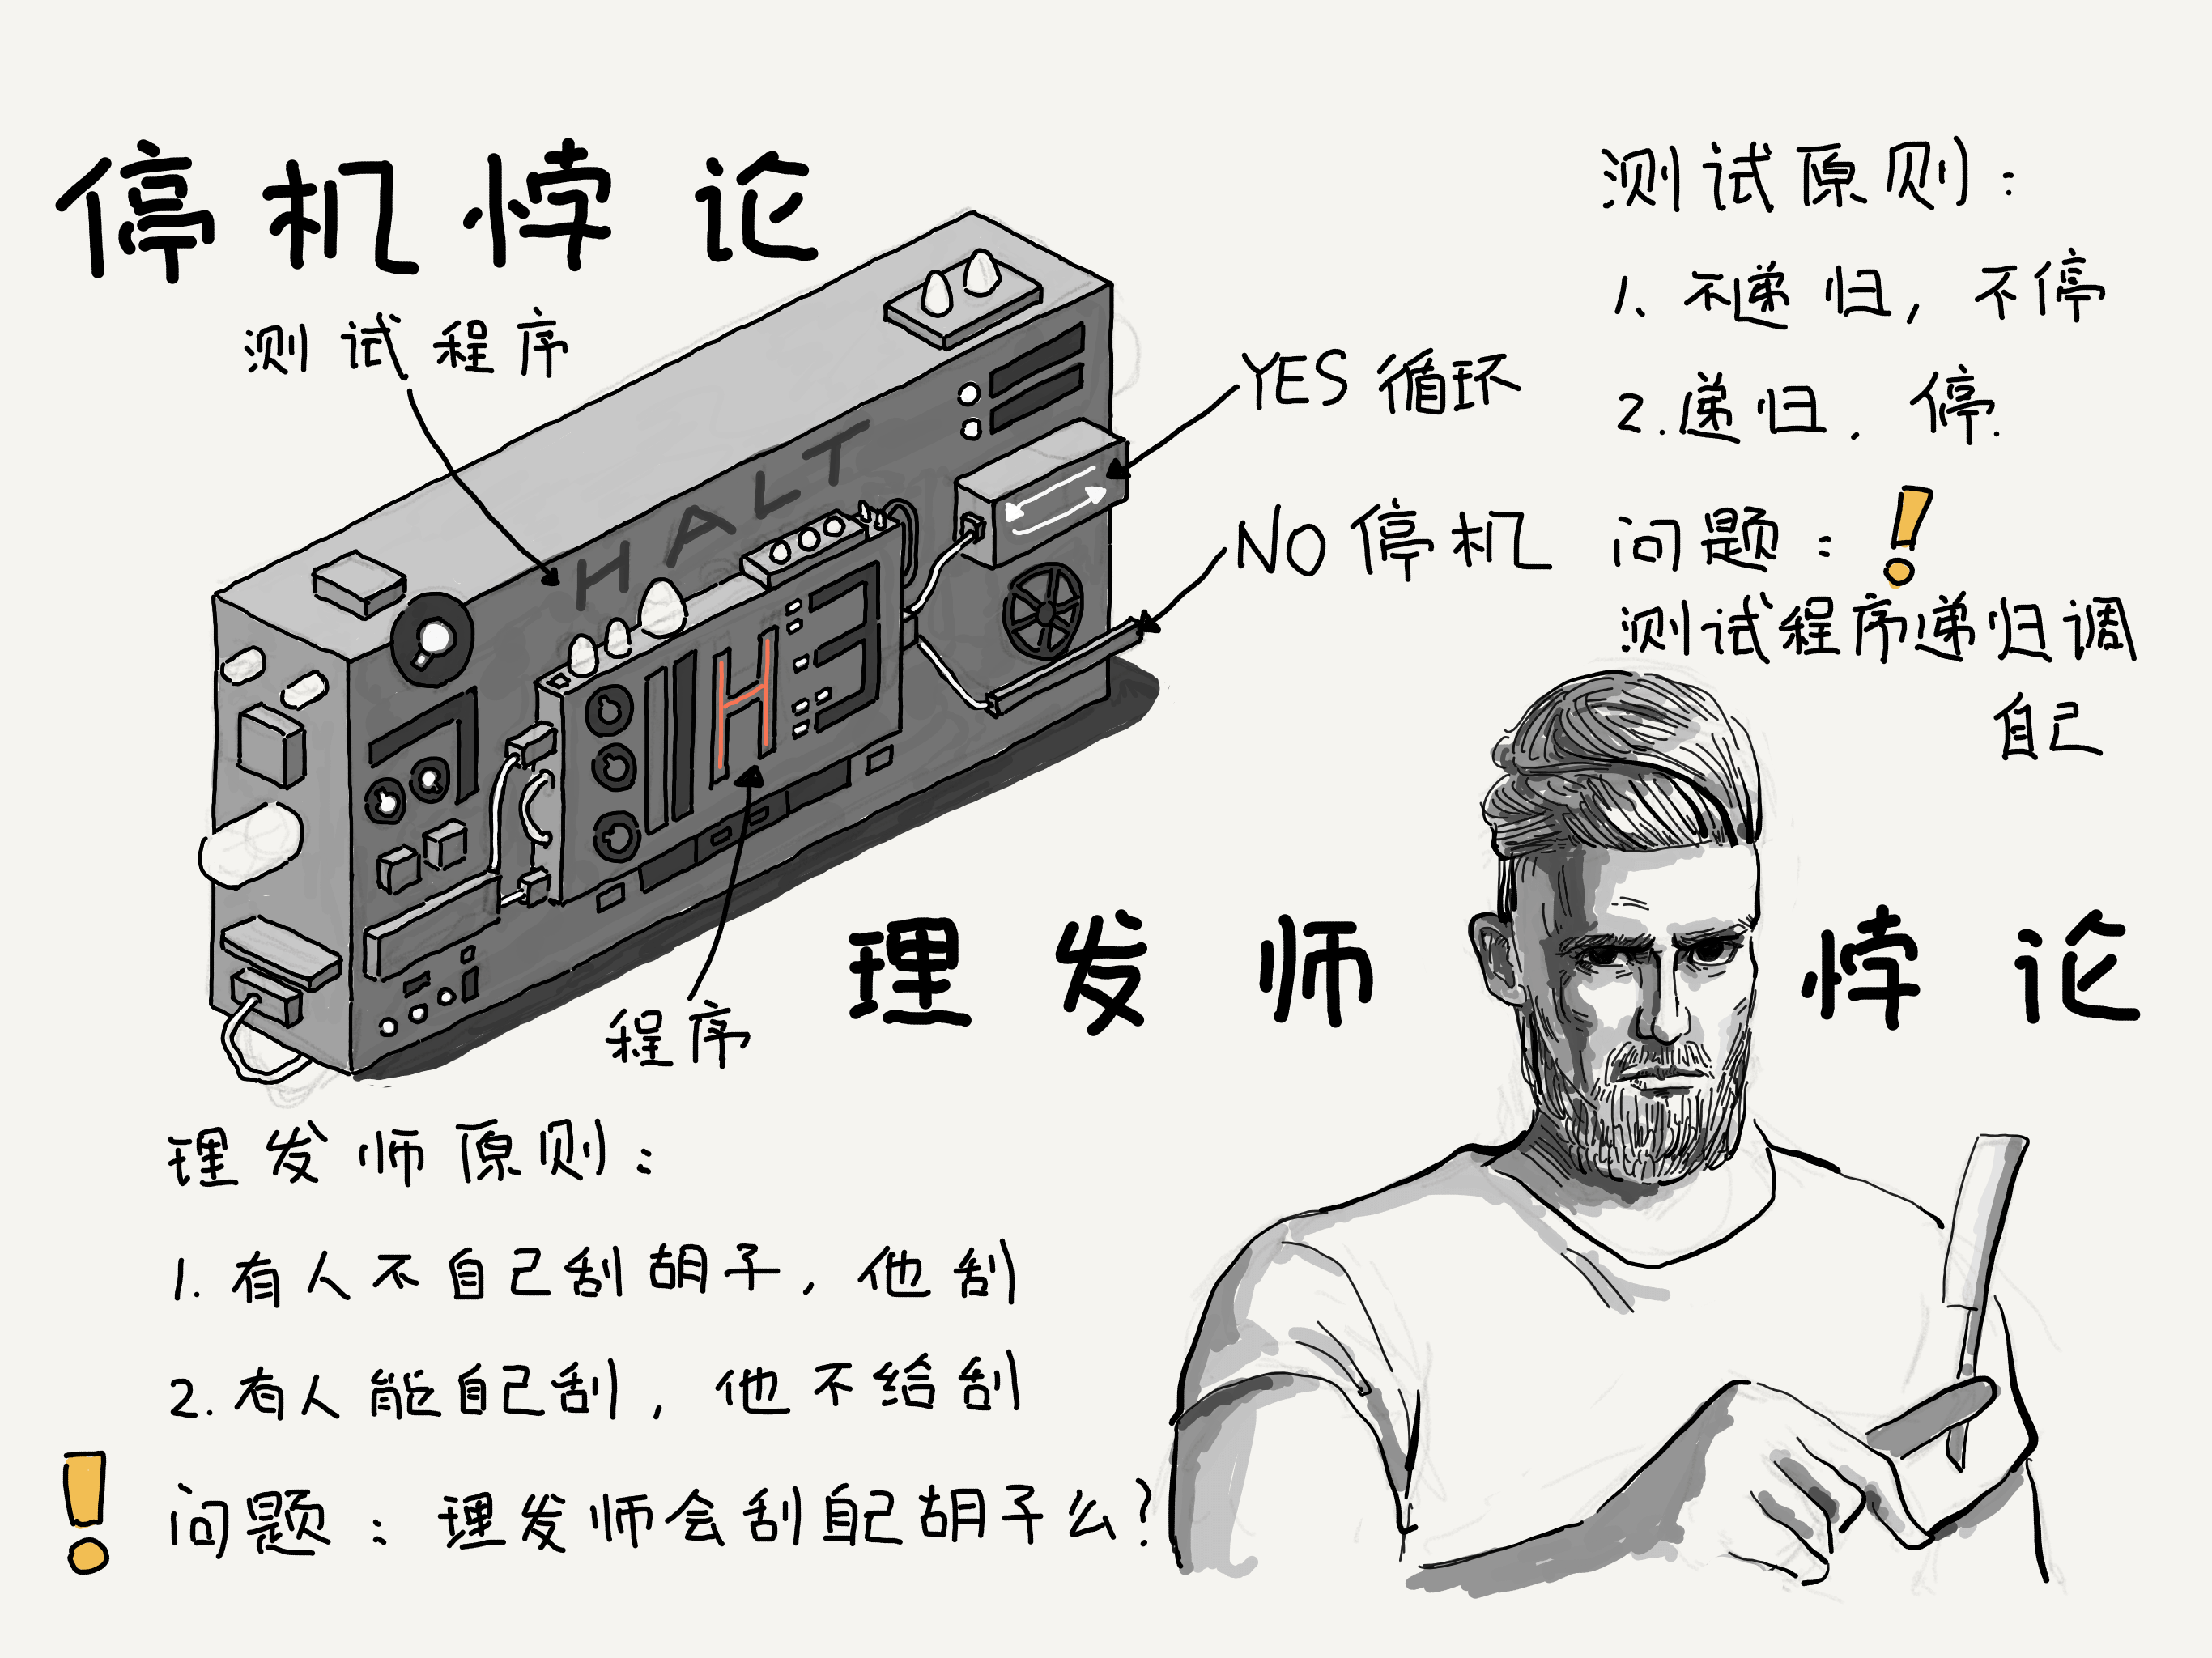 停机悖论
测试程序
HALT
H
程序
YES 循环
NO 停机
测试原则：
1. 不递归，不停
2. 递归．停.
问题：！
测试程序递归调
自己
理发师悖论
理发师原则：
1. 有人不自己刮胡子，他刮
2. 有人能自己刮，他不给刮
！问题：理发师会刮自己胡子么？